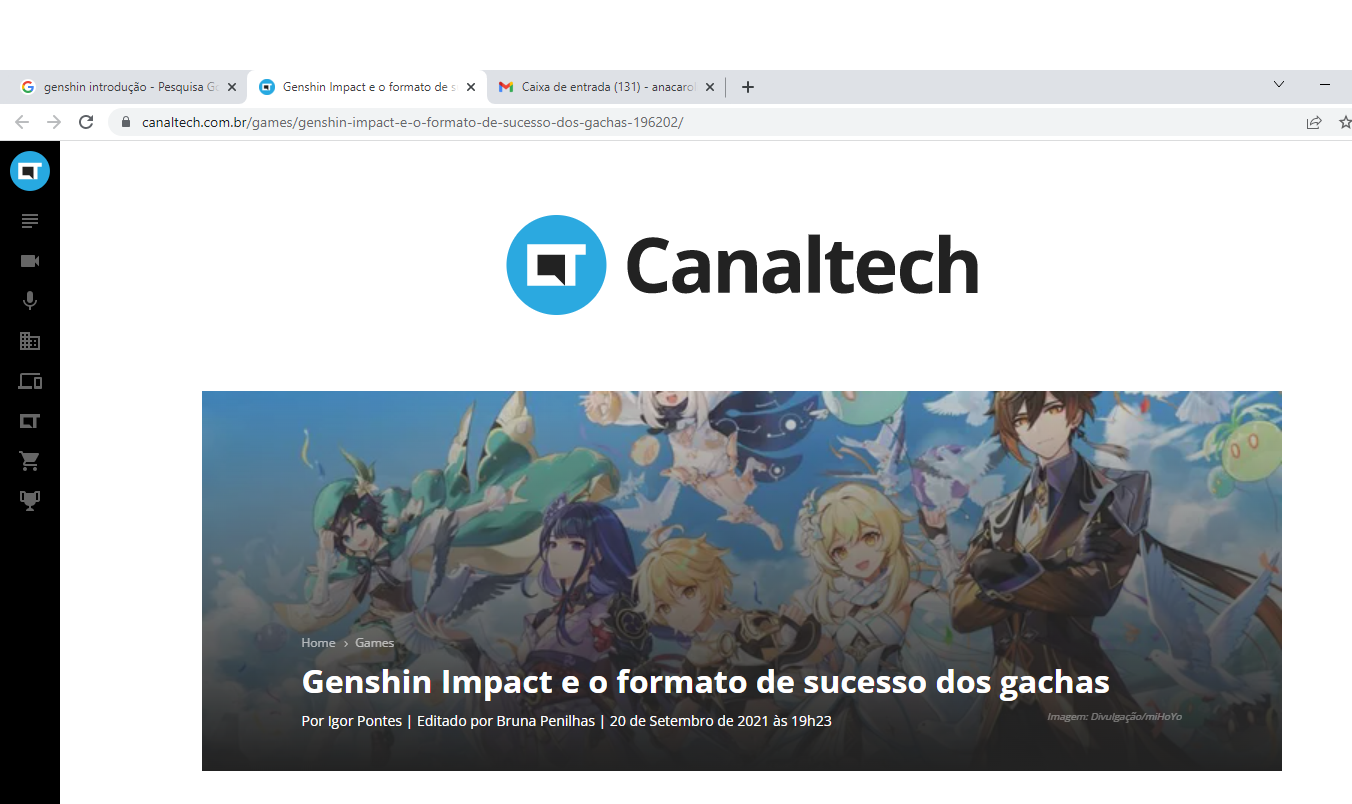 genshin introdução - Pesquisa Go
Genshin Impact e o formato de s
Caixa de entrada (131) - anacarol
canaltech.com.br/games/genshin-impact-e-o-formato-de-sucesso-dos-gachas-196202/
Canaltech
Home › Games
Genshin Impact e o formato de sucesso dos gachas
Por Igor Pontes | Editado por Bruna Penilhas | 20 de Setembro de 2021 às 19h23
Imagem: Divulgação/miHoYo